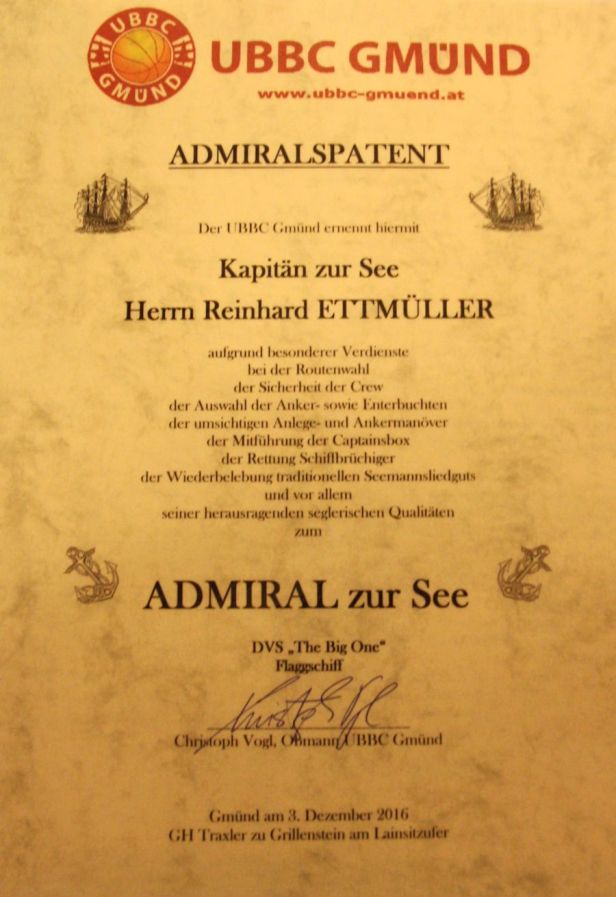 UBBC
GMÜND
UBBC GMÜND
www.ubbc-gmuend.at
ADMIRALSPATENT
Der UBBC Gmünd ernennt hiermit
Kapitän zur See
Herrn Reinhard ETTMÜLLER
aufgrund besonderer Verdienste
bei der Routenwahl
der Sicherheit der Crew
der Auswahl der Anker- sowie Enterbuchten
der umsichtigen Anlege- und Ankermanöver
der Mitführung der Captainsbox
der Rettung Schiffbrüchiger
der Wiederbelebung traditionellen Seemannsliedguts
und vor allem
seiner herausragenden seglerischen Qualitäten
zum
ADMIRAL zur See
DVS „The Big One“
Flaggschiff
Christoph Vogl, Obmann UBBC Gmünd
Gmünd am 3. Dezember 2016
GH Traxler zu Grillenstein am Lainsitzufer